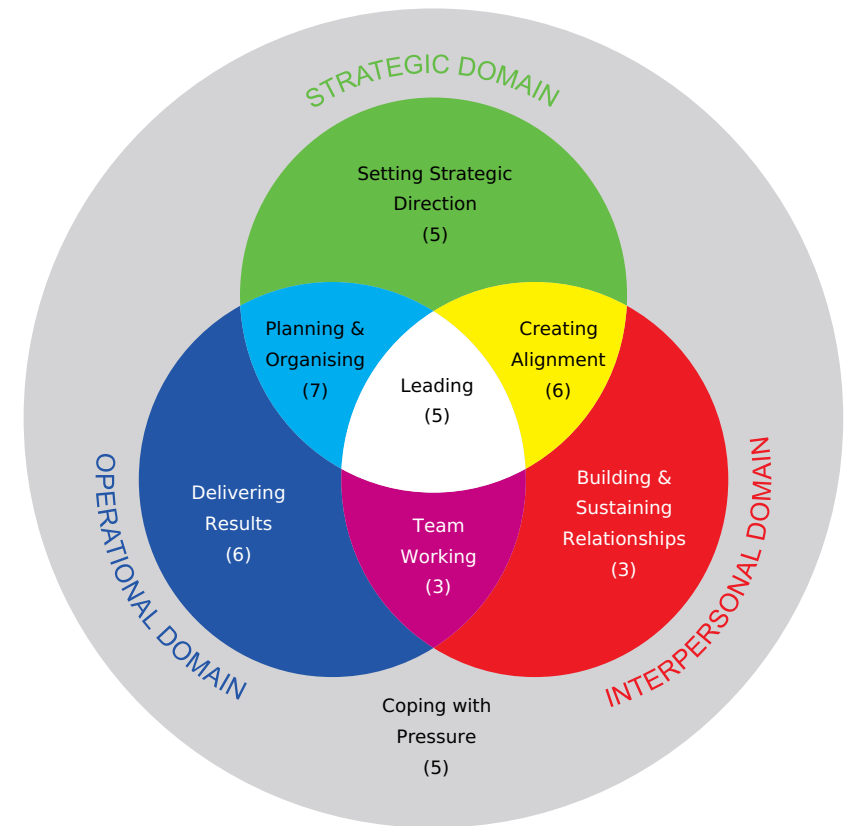 STRATEGIC DOMAIN
Setting Strategic
Direction
(5)
Planning &
Organising
(7)
Creating
Alignment
(6)
Leading
(5)
OPERATIONAL DOMAIN
Delivering
Results
(6)
Team
Working
(3)
Building &
Sustaining
Relationships
(3)
INTERPERSONAL DOMAIN
Coping with
Pressure
(5)